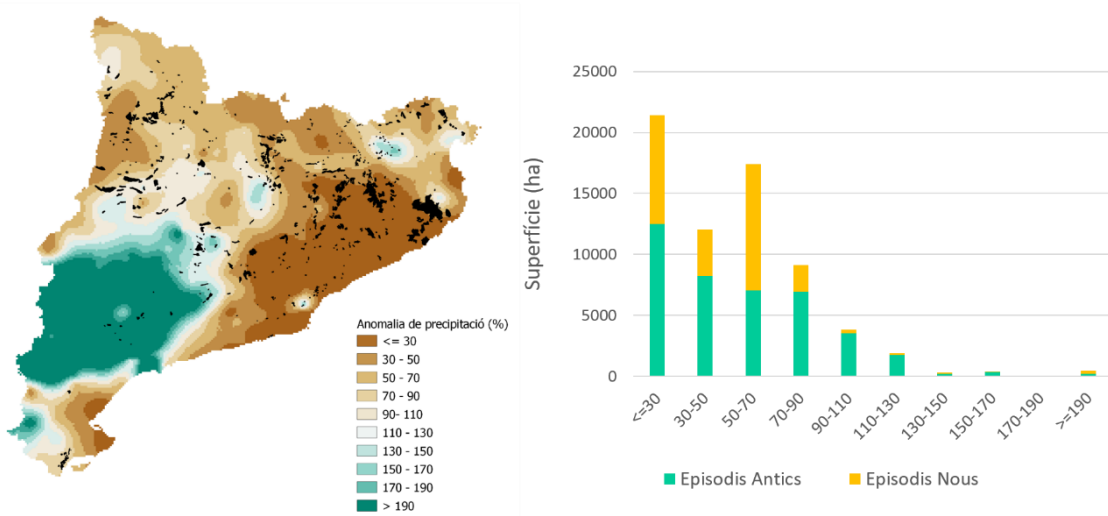 Anomalia de precipitació (%)
<= 30
30 - 50
50 - 70
70 - 90
90- 110
110 - 130
130 - 150
150 - 170
170 - 190
> 190
Superfície (ha)
25000
20000
15000
10000
5000
0
<=30
30-50
50-70
70-90
90-110
110-130
130-150
150-170
170-190
>=190
Episodis Antics
Episodis Nous